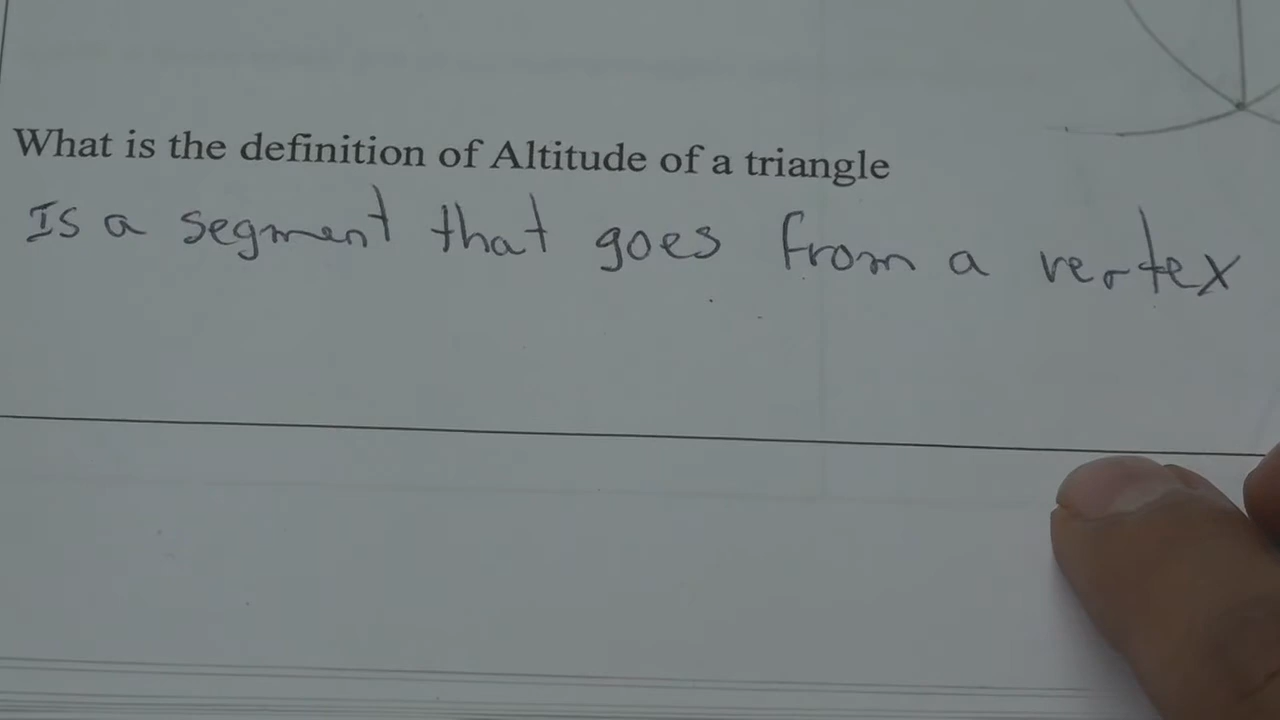 What is the definition of Altitude of a triangle
Is a segment that goes from a vertex